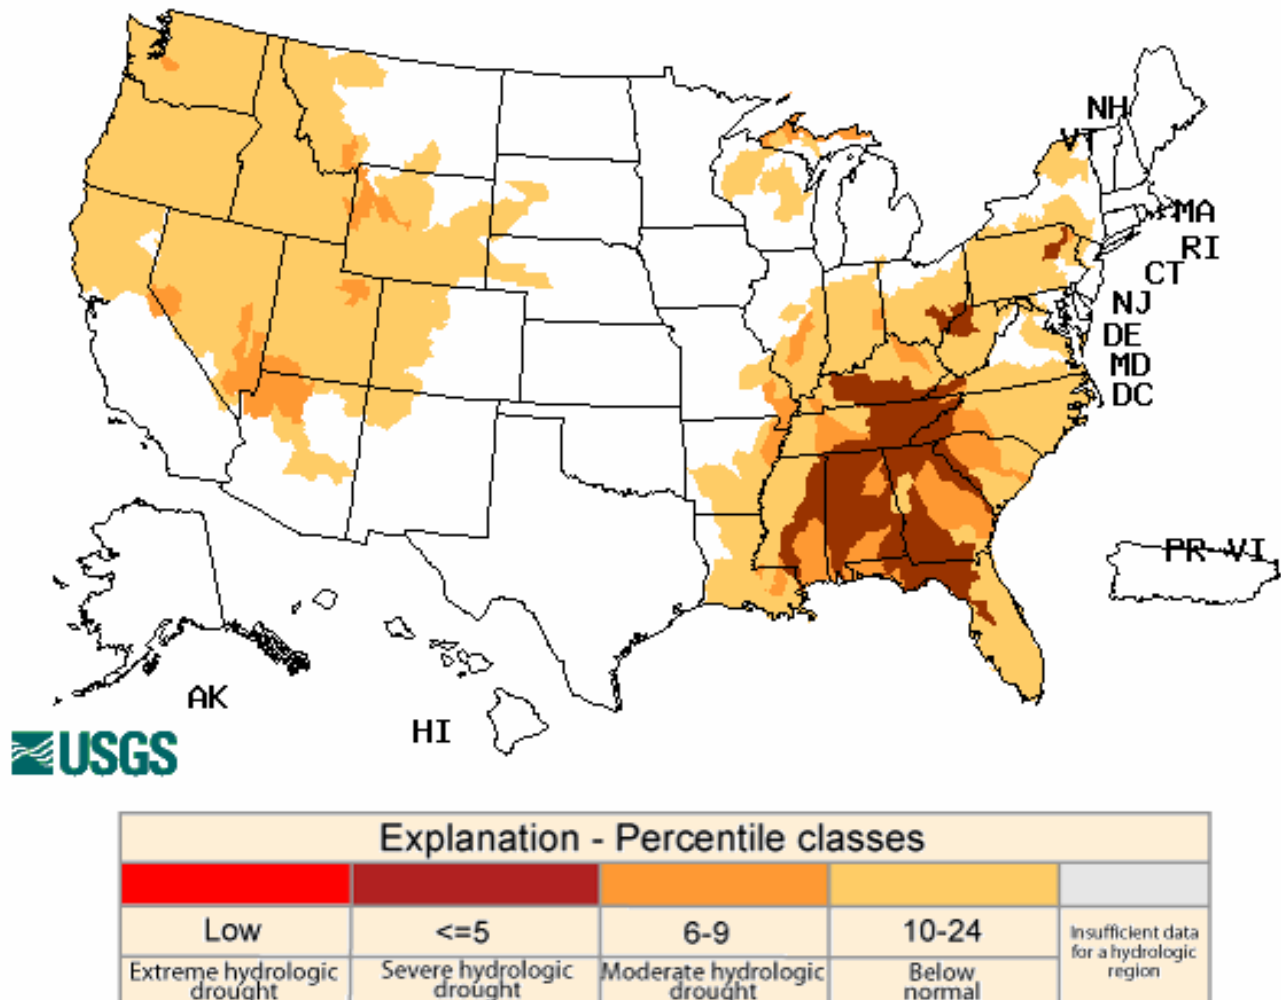 NH
VT
MA
RI
CT
NJ
DE
MD
DC
PR VI
AK
HI
USGS
Explanation - Percentile classes
Low <=5 6-9 10-24 Insufficient data for a hydrologic region
Extreme hydrologic drought Severe hydrologic drought Moderate hydrologic drought Below normal